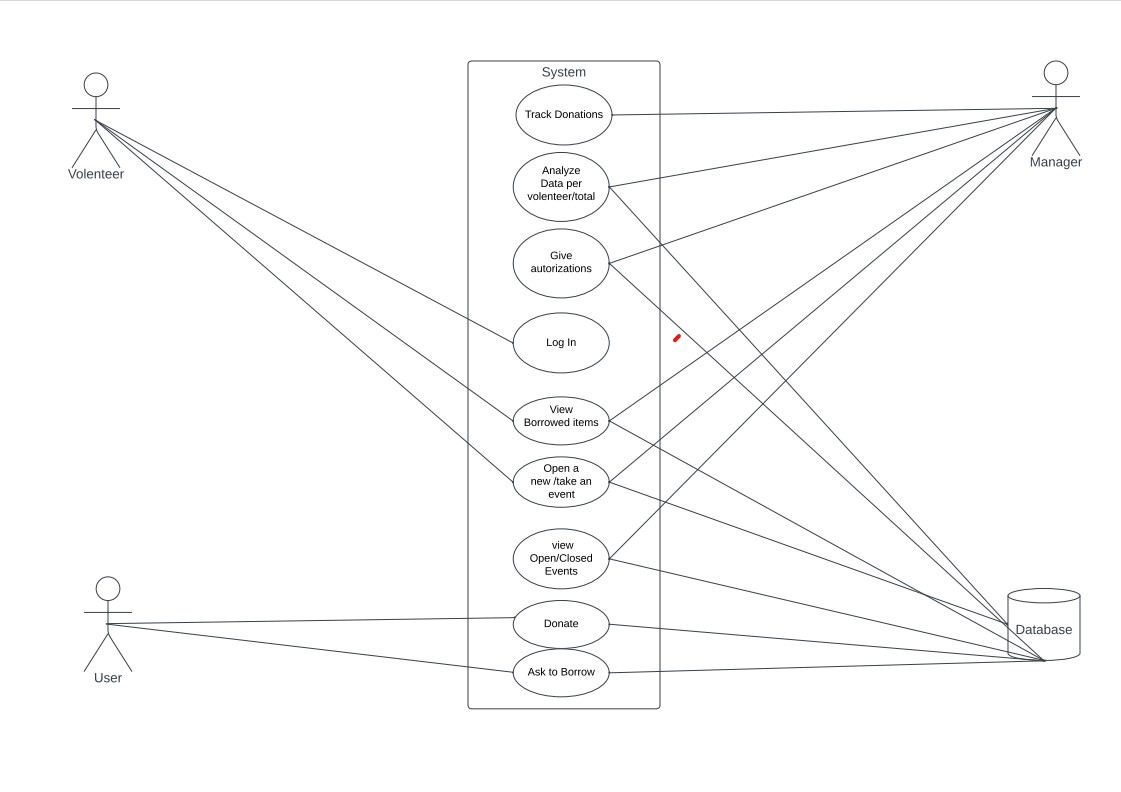 System
Track Donations
Analyze
Data per
volenteer/total
Give
autorizations
Log In
View
Borrowed items
Open a
new /take an
event
view
Open/Closed
Events
Donate
Ask to Borrow
Volenteer
User
Manager
Database